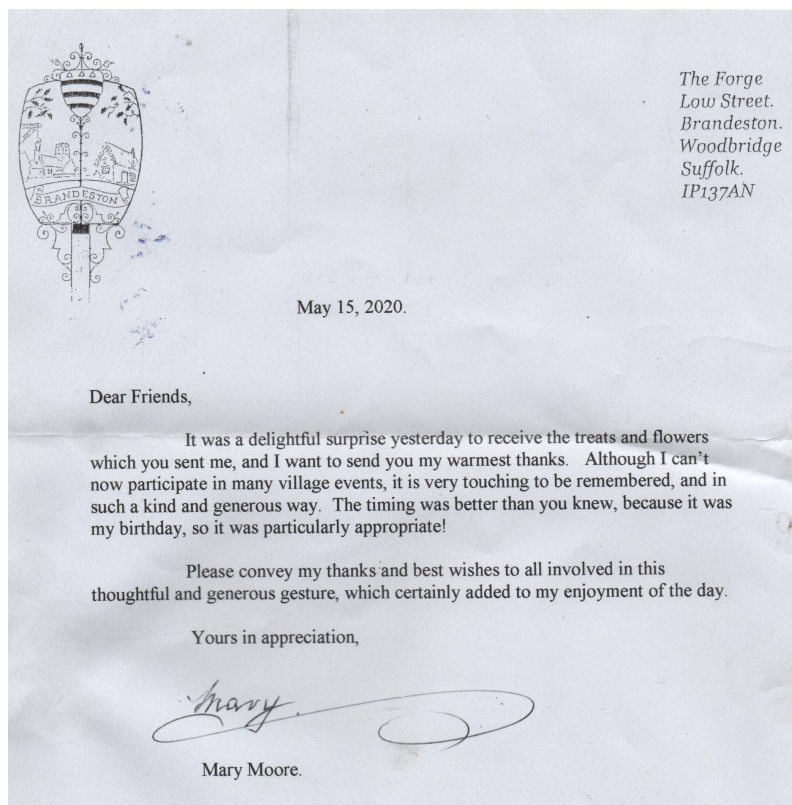 The Forge
Low Street.
Brandeston.
Woodbridge
Suffolk.
IP137AN
BRANDESTON
May 15, 2020.
Dear Friends,
It was a delightful surprise yesterday to receive the treats and flowers
which you sent me, and I want to send you my warmest thanks. Although I can't
now participate in many village events, it is very touching to be remembered, and in
such a kind and generous way. The timing was better than you knew, because it was
my birthday, so it was particularly appropriate!
Please convey my thanks and best wishes to all involved in this
thoughtful and generous gesture, which certainly added to my enjoyment of the day.
Yours in appreciation,
Mary.
Mary Moore.